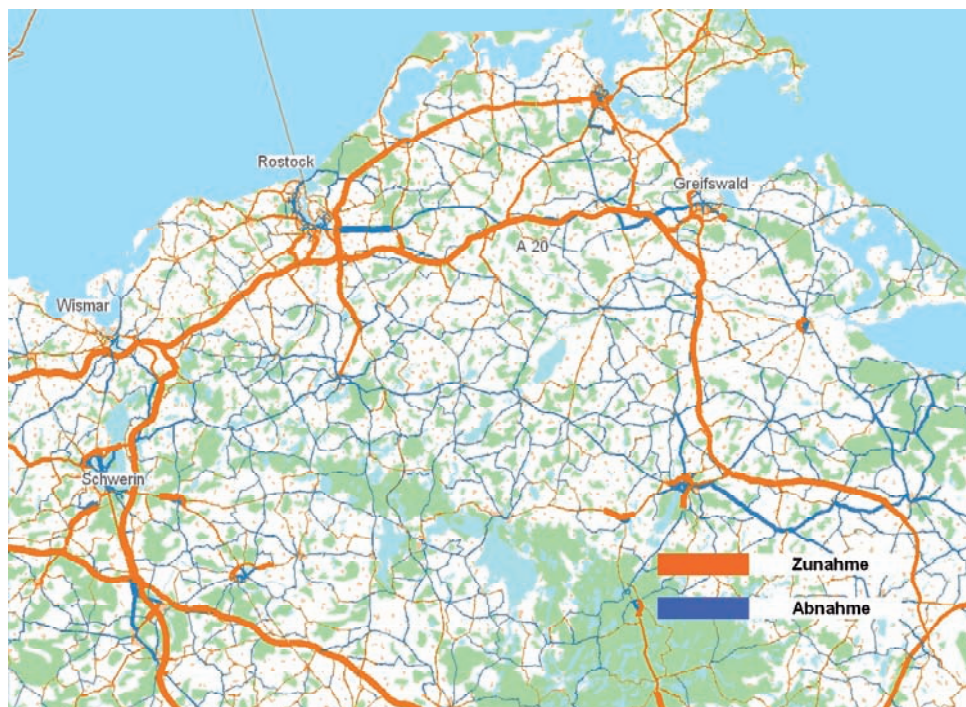 Rostock
Greifswald
A 20
Wismar
Schwerin
Zunahme
Abnahme